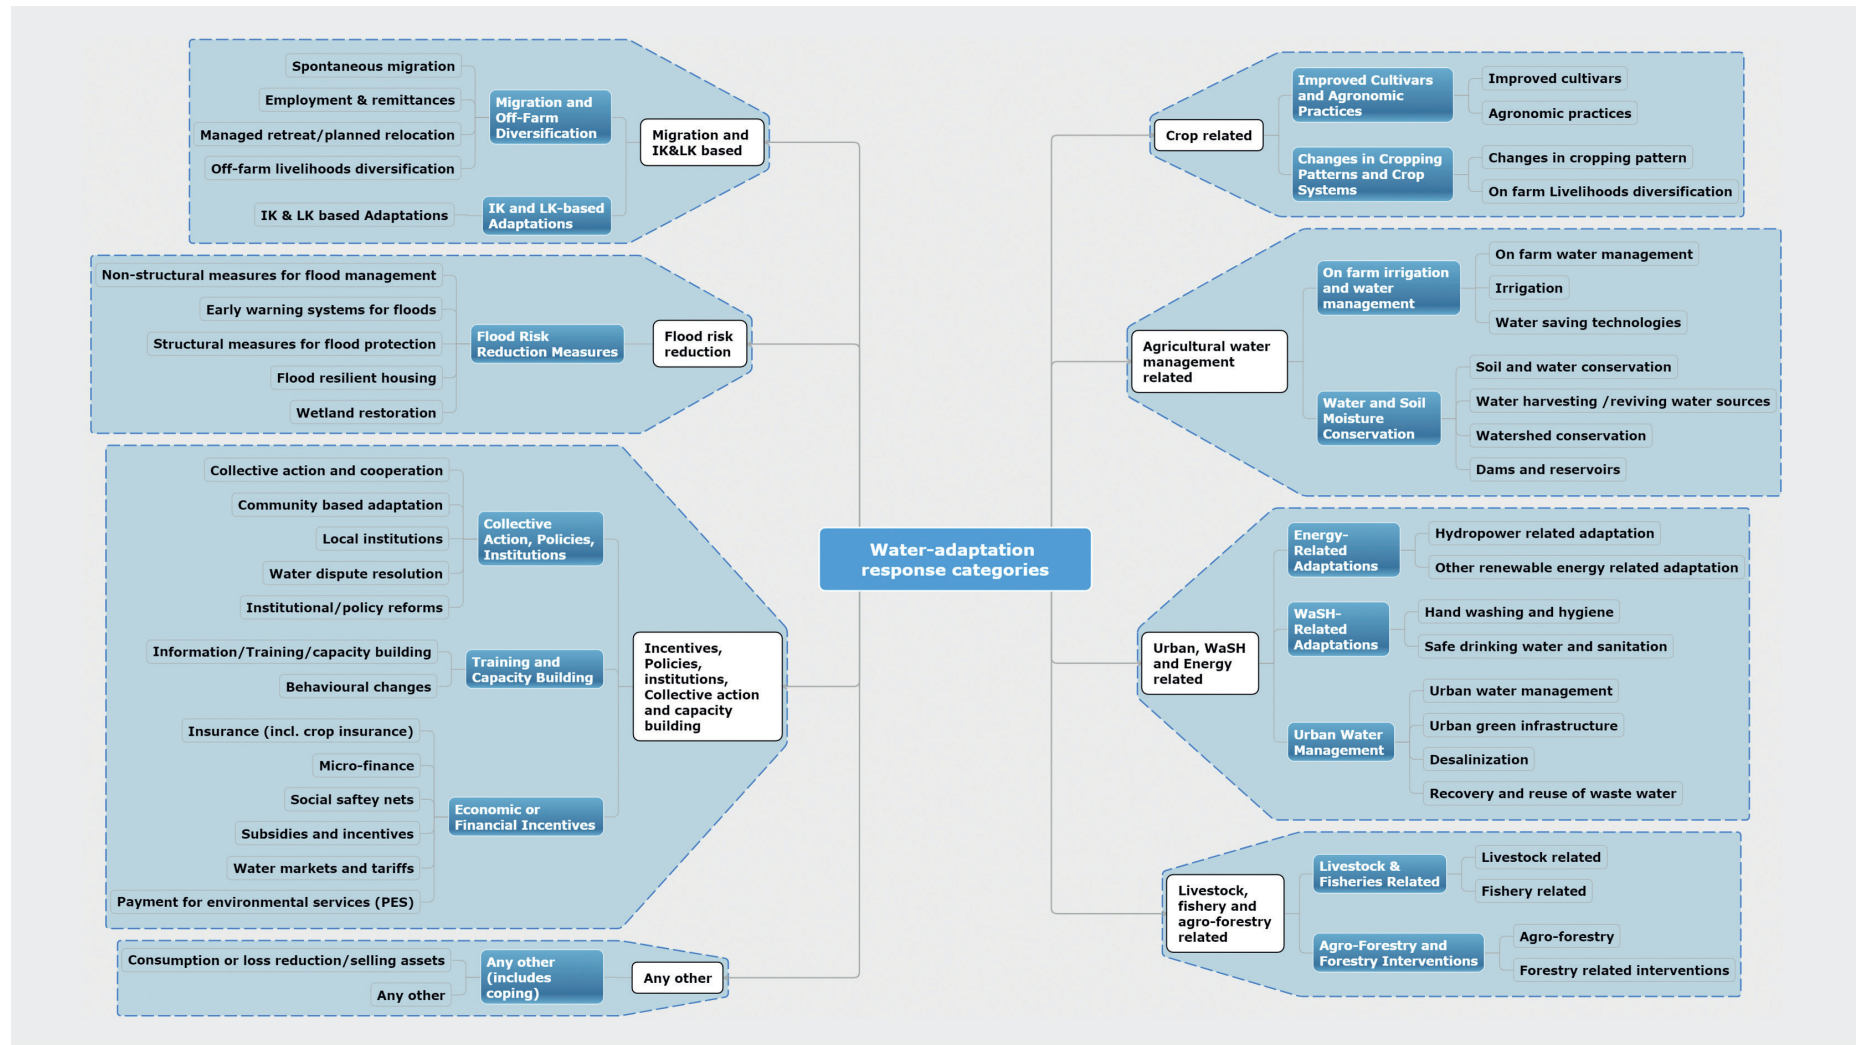 Water-adaptation
response categories
Spontaneous migration
Employment & remittances
Managed retreat/planned relocation
Off-farm livelihoods diversification
Migration and
Off-Farm
Diversification
IK & LK based Adaptations
IK and LK-based
Adaptations
Migration and
IK&LK based
Non-structural measures for flood management
Early warning systems for floods
Structural measures for flood protection
Flood resilient housing
Wetland restoration
Flood Risk
Reduction Measures
Flood risk
reduction
Collective action and cooperation
Community based adaptation
Local institutions
Water dispute resolution
Institutional/policy reforms
Collective
Action, Policies,
Institutions
Information/Training/capacity building
Behavioural changes
Training and
Capacity Building
Insurance (incl. crop insurance)
Micro-finance
Social saftey nets
Subsidies and incentives
Water markets and tariffs
Payment for environmental services (PES)
Economic or
Financial Incentives
Incentives,
Policies,
institutions,
Collective action
and capacity
building
Consumption or loss reduction/selling assets
Any other
Any other
(includes
coping)
Any other
Crop related
Improved Cultivars
and Agronomic
Practices
Improved cultivars
Agronomic practices
Changes in Cropping
Patterns and Crop
Systems
Changes in cropping pattern
On farm Livelihoods diversification
Agricultural water
management
related
On farm irrigation
and water
management
On farm water management
Irrigation
Water saving technologies
Water and Soil
Moisture
Conservation
Soil and water conservation
Water harvesting /reviving water sources
Watershed conservation
Dams and reservoirs
Urban, WaSH
and Energy
related
Energy-
Related
Adaptations
Hydropower related adaptation
Other renewable energy related adaptation
WaSH-
Related
Adaptations
Hand washing and hygiene
Safe drinking water and sanitation
Urban Water
Management
Urban water management
Urban green infrastructure
Desalinization
Recovery and reuse of waste water
Livestock,
fishery and
agro-forestry
related
Livestock &
Fisheries Related
Livestock related
Fishery related
Agro-Forestry and
Forestry Interventions
Agro-forestry
Forestry related interventions